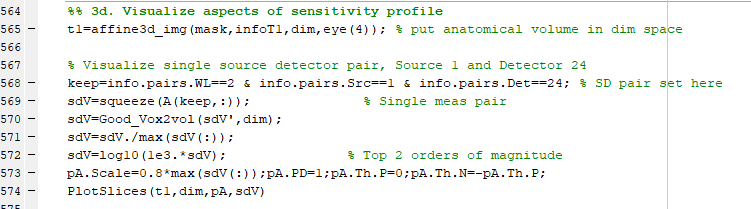 564 %% 3d. Visualize aspects of sensitivity profile
565 - t1=affine3d_img(mask,infoT1,dim,eye(4)); % put anatomical volume in dim space
566
567 % Visualize single source detector pair, Source 1 and Detector 24
568 - keep=info.pairs.WL==2 & info.pairs.Src==1 & info.pairs.Det==24; % SD pair set here
569 - sdV=squeeze(A(keep,:)); % Single meas pair
570 - sdV=Good_Vox2vol(sdV',dim);
571 - sdV=sdV./max(sdV(:));
572 - sdV=log10(1e3.*sdV); % Top 2 orders of magnitude
573 - pA.Scale=0.8*max(sdV(:));pA.PD=1;pA.Th.P=0;pA.Th.N=-pA.Th.P;
574 - PlotSlices(t1,dim,pA,sdV)
575